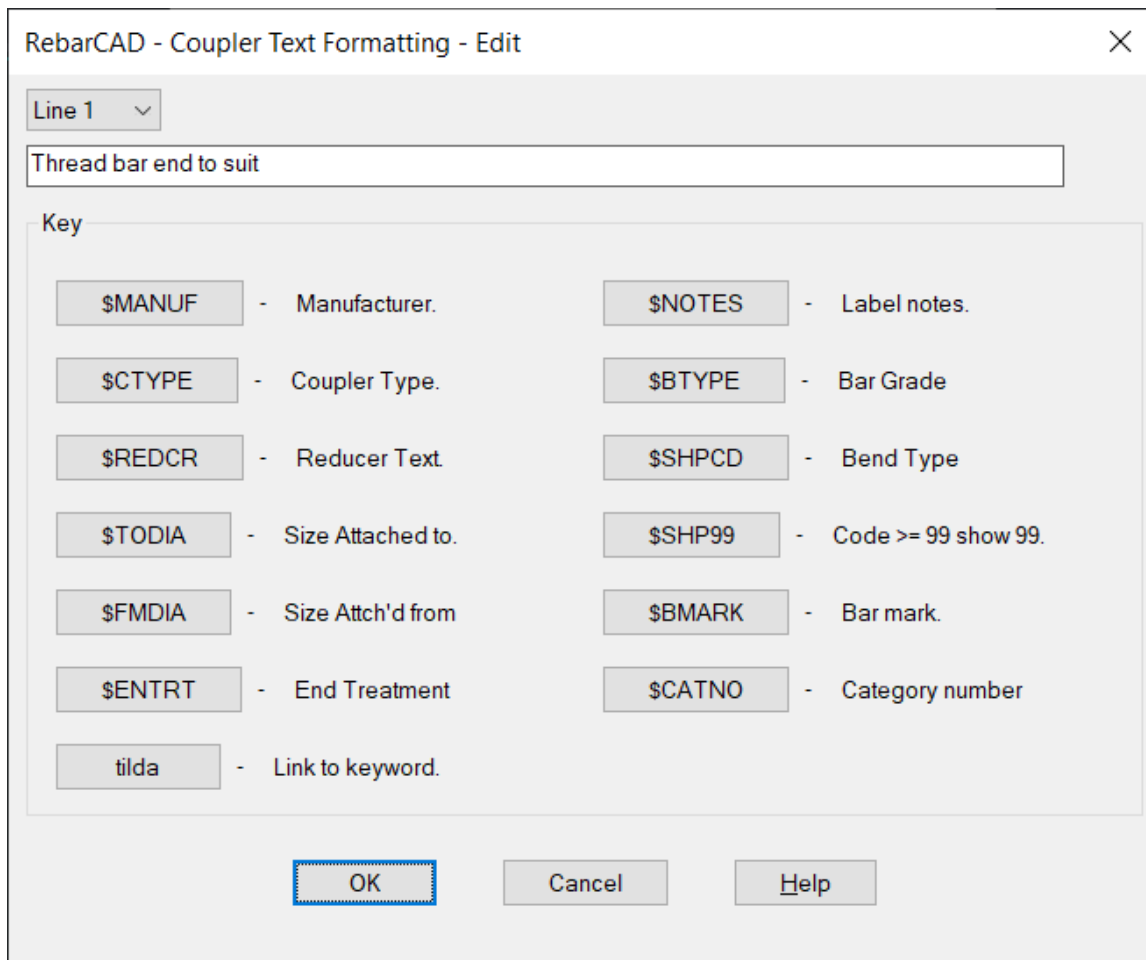 RebarCAD - Coupler Text Formatting - Edit
Line 1
Thread bar end to suit
Key
$MANUF - Manufacturer. $NOTES - Label notes.
$CTYPE - Coupler Type. $BTYPE - Bar Grade
$REDCR - Reducer Text. $SHPCD - Bend Type
$TODIA - Size Attached to. $SHP99 - Code >= 99 show 99.
$FMDIA - Size Attch'd from $BMARK - Bar mark.
$ENTRT - End Treatment $CATNO - Category number
tilda - Link to keyword.
OK Cancel Help